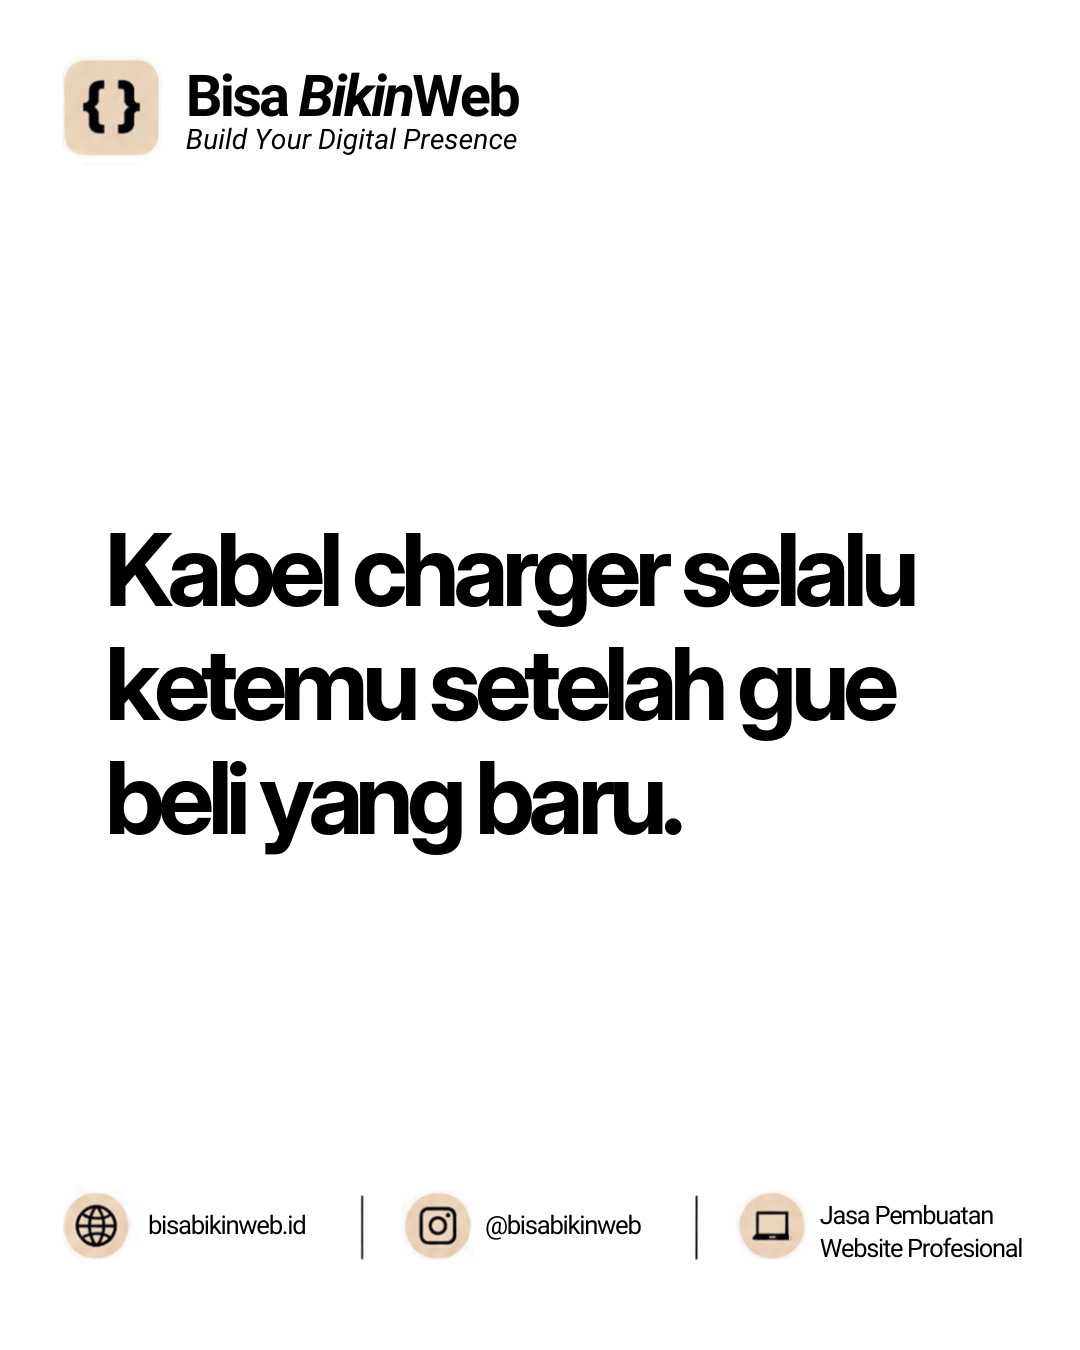 { }
Bisa BikinWeb
Build Your Digital Presence
Kabel charger selalu
ketemu setelah gue
beli yang baru.
bisabikinweb.id
@bisabikinweb
Jasa Pembuatan
Website Profesional